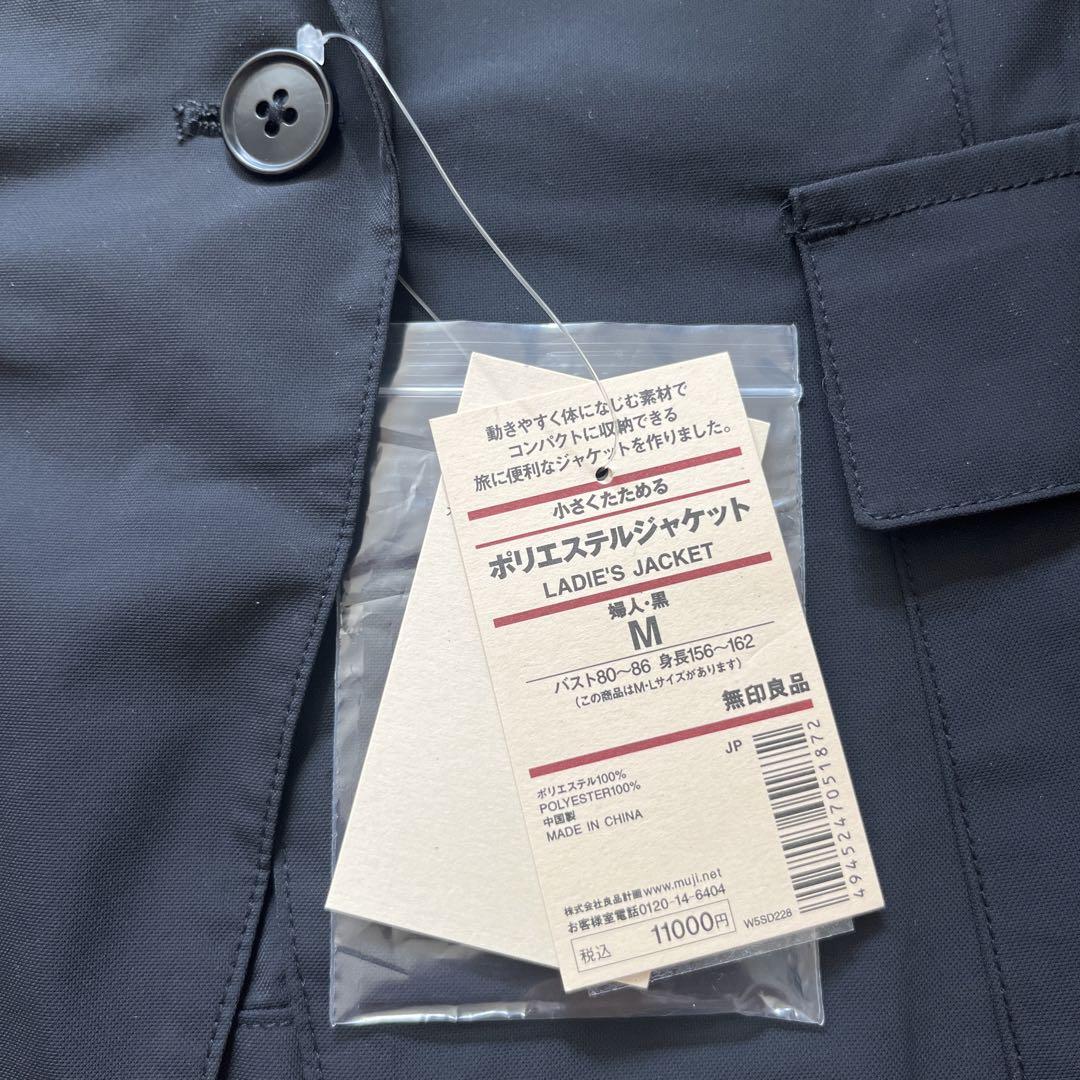 動きやすく体になじむ素材で
コンパクトに収納できる
旅に便利なジャケットを作りました。
小さくたためる
ポリエステルジャケット
LADIE'S JACKET
婦人・黒
M
バスト80〜86 身長156〜162
(この商品はM・Lサイズがあります)
無印良品
JP
ポリエステル100%
POLYESTER100%
中国製
MADE IN CHINA
4945247051872
株式会社良品計画www.muji.net
お客様室電話0120-14-6404
税込 11000円
W5SD228